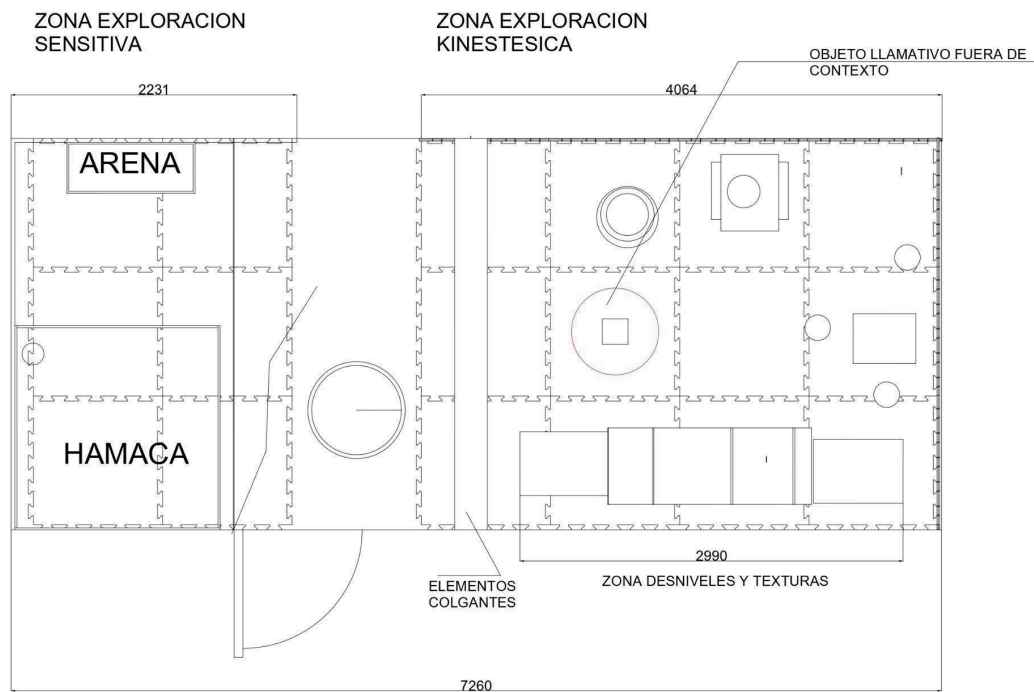 ZONA EXPLORACION
SENSITIVA
ZONA EXPLORACION
KINESTESICA
OBJETO LLAMATIVO FUERA DE
CONTEXTO
2231
4064
ARENA
HAMACA
2990
ELEMENTOS
COLGANTES
ZONA DESNIVELES Y TEXTURAS
7260